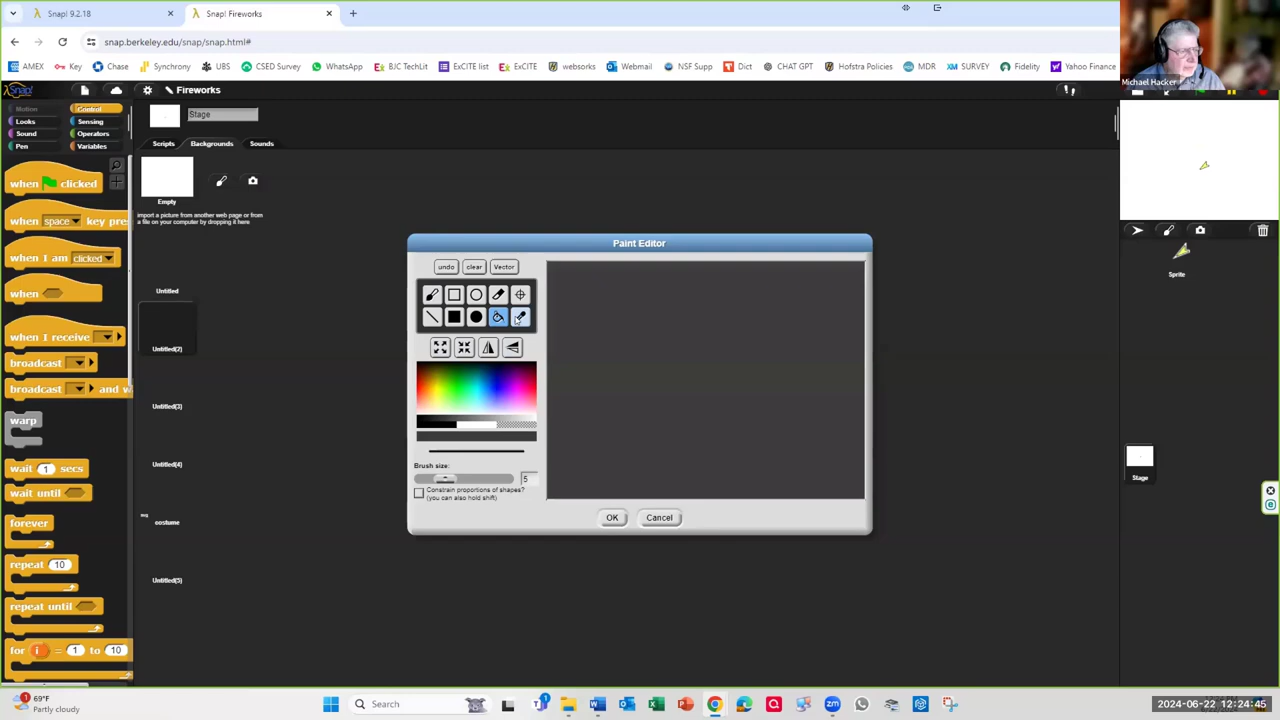 Snap! 9.2.18
Snap! Fireworks
snap.berkeley.edu/snap/snap.html#
AMEX
Key
Chase
Synchrony
UBS
CSED Survey
WhatsApp
BJC TechLit
ExCITE list
ExCITE
websorks
Webmail
NSF Supp
Dict
CHAT GPT
Hofstra Policies
MDR
SURVEY
Fidelity
Yahoo Finance
Michael Hacker
Snap!
Fireworks
Motion
Control
Looks
Sensing
Sound
Operators
Pen
Variables
Stage
Scripts
Backgrounds
Sounds
Empty
import a picture from another web page or from
a file on your computer by dropping it here
Untitled
Untitled(2)
Untitled(3)
Untitled(4)
costume
Untitled(5)
when clicked
when space key pres
when I am clicked
when
when I receive
broadcast
broadcast and w
warp
wait 1 secs
wait until
forever
repeat 10
repeat until
for i = 1 to 10
Paint Editor
undo
clear
Vector
Brush size:
5
Constrain proportions of shapes?
(you can also hold shift)
OK
Cancel
Sprite
Stage
1
69°F
Partly cloudy
Search
2024-06-22 12:24:45